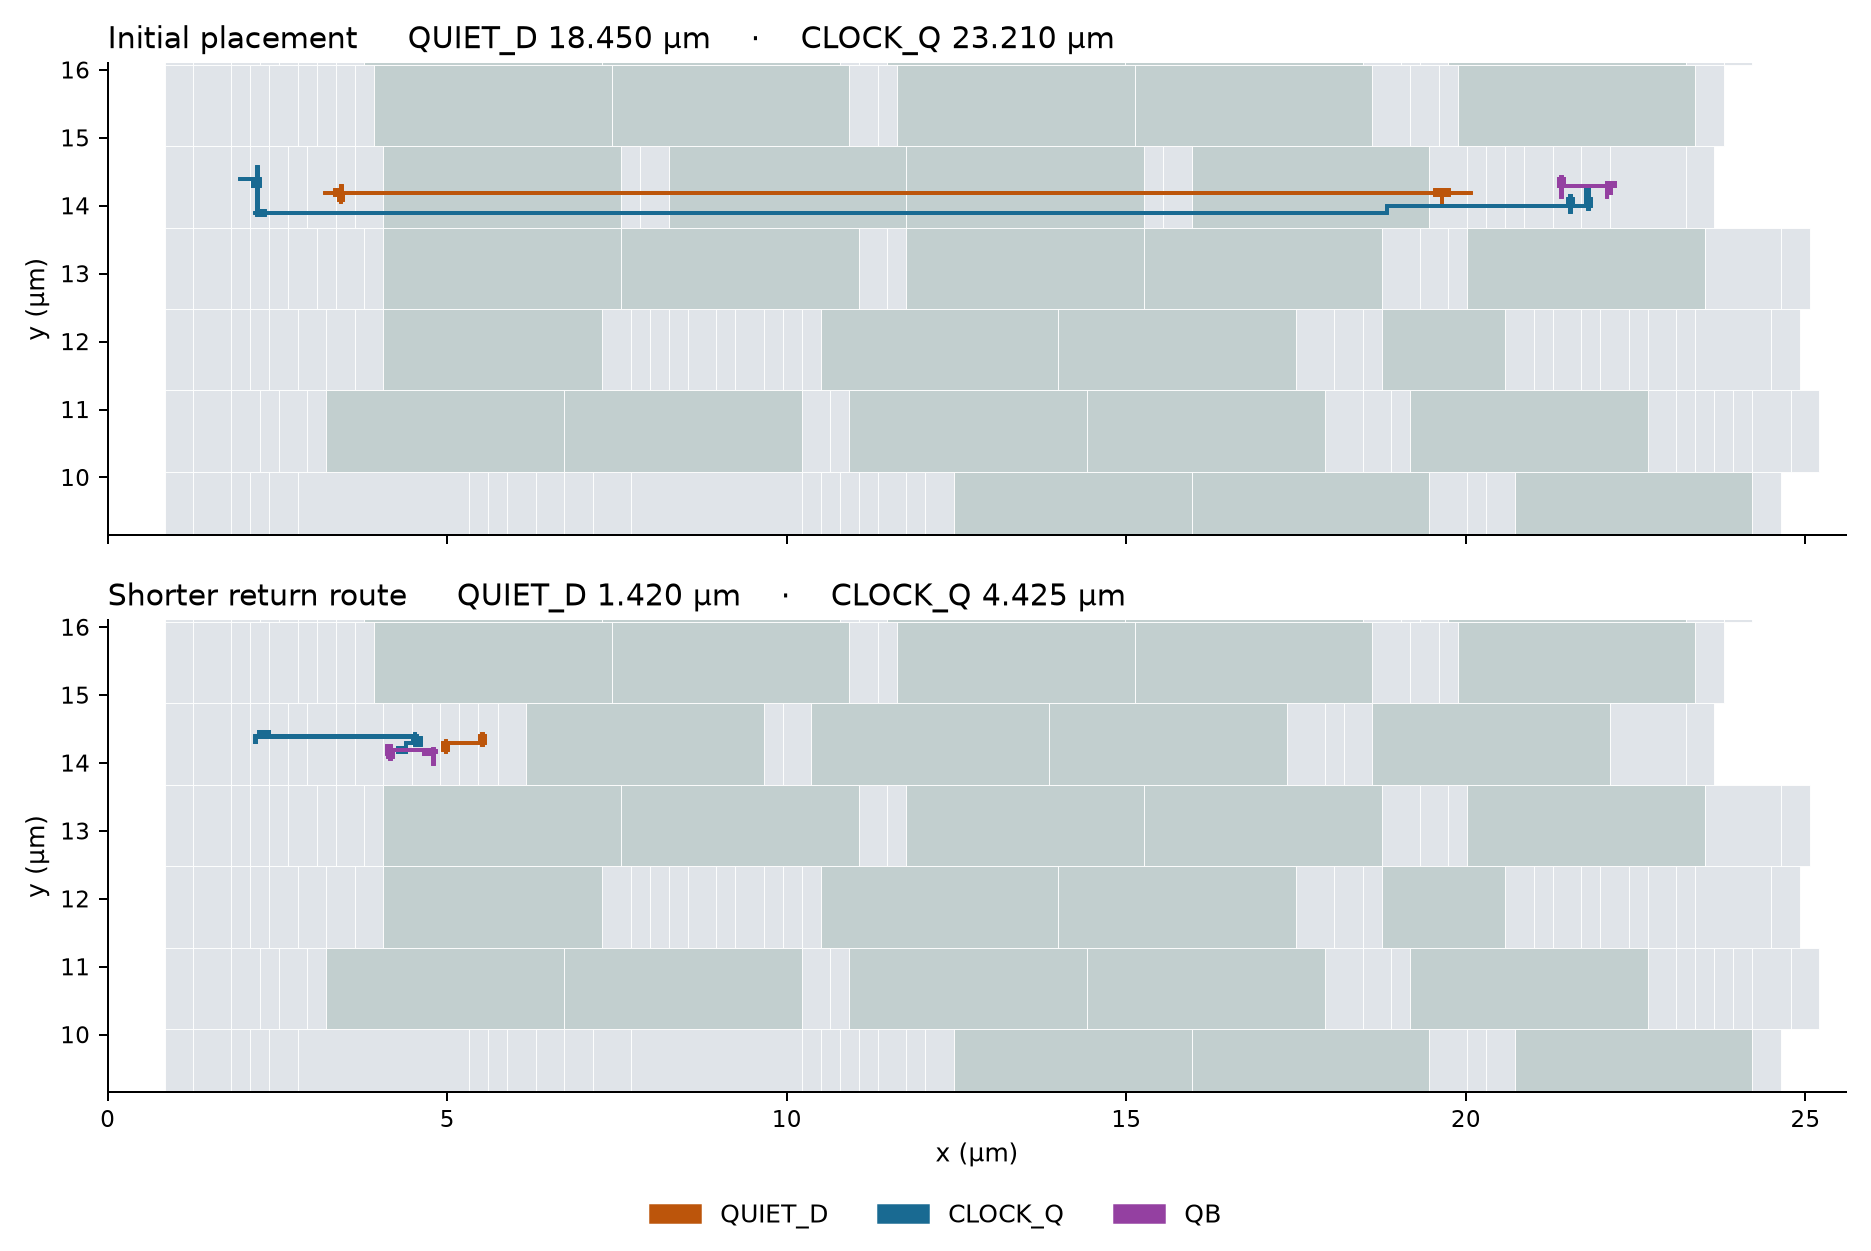 Initial placement QUIET_D 18.450 µm · CLOCK_Q 23.210 µm
16
15
14
13
12
11
10
y (µm)
Shorter return route QUIET_D 1.420 µm · CLOCK_Q 4.425 µm
16
15
14
13
12
11
10
y (µm)
0 5 10 15 20 25
x (µm)
QUIET_D CLOCK_Q QB